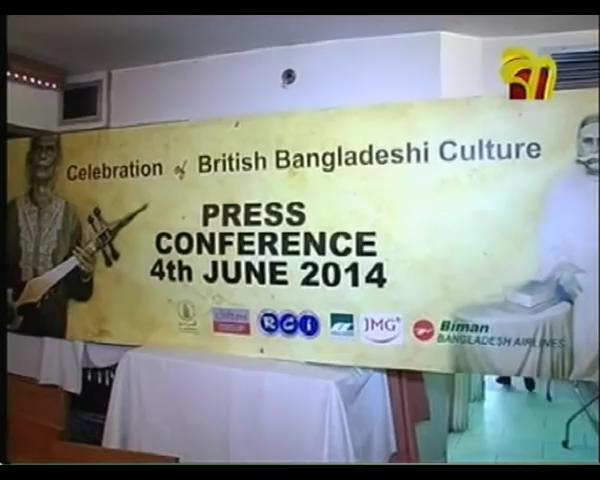 Celebration of British Bangladeshi Culture
PRESS
CONFERENCE
4th JUNE 2014
RCI
JMG
Biman
BANGLADESH AIRLINES